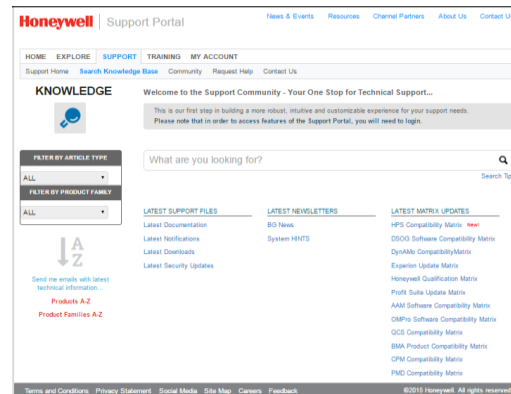 Honeywell | Support Portal
News & Events Resources Channel Partners About Us Contact U
HOME EXPLORE SUPPORT TRAINING MY ACCOUNT
Support Home Search Knowledge Base Community Request Help Contact Us
KNOWLEDGE
Welcome to the Support Community - Your One Stop for Technical Support...
This is our first step in building a more robust, intuitive and customizable experience for your support needs.
Please note that in order to access features of the Support Portal, you will need to login.
FILTER BY ARTICLE TYPE
ALL
FILTER BY PRODUCT FAMILY
ALL
What are you looking for?
Search Tip
A
Z
Send me emails with latest
technical information...
Products A-Z
Product Families A-Z
LATEST SUPPORT FILES
Latest Documentation
Latest Notifications
Latest Downloads
Latest Security Updates
LATEST NEWSLETTERS
BG News
System HINTS
LATEST MATRIX UPDATES
HPS Compatibility Matrix New!
DSOG Software Compatibility Matrix
DynAMo CompatibilityMatrix
Experion Update Matrix
Honeywell Qualification Matrix
Profit Suite Update Matrix
AAM Software Compatibility Matrix
OMPro Software Compatibility Matrix
QCS Compatibility Matrix
BMA Product Compatibility Matrix
CPM Compatibility Matrix
PMD Compatibility Matrix
Terms and Conditions Privacy Statement Social Media Site Map Careers Feedback
©2015 Honeywell. All rights reserved